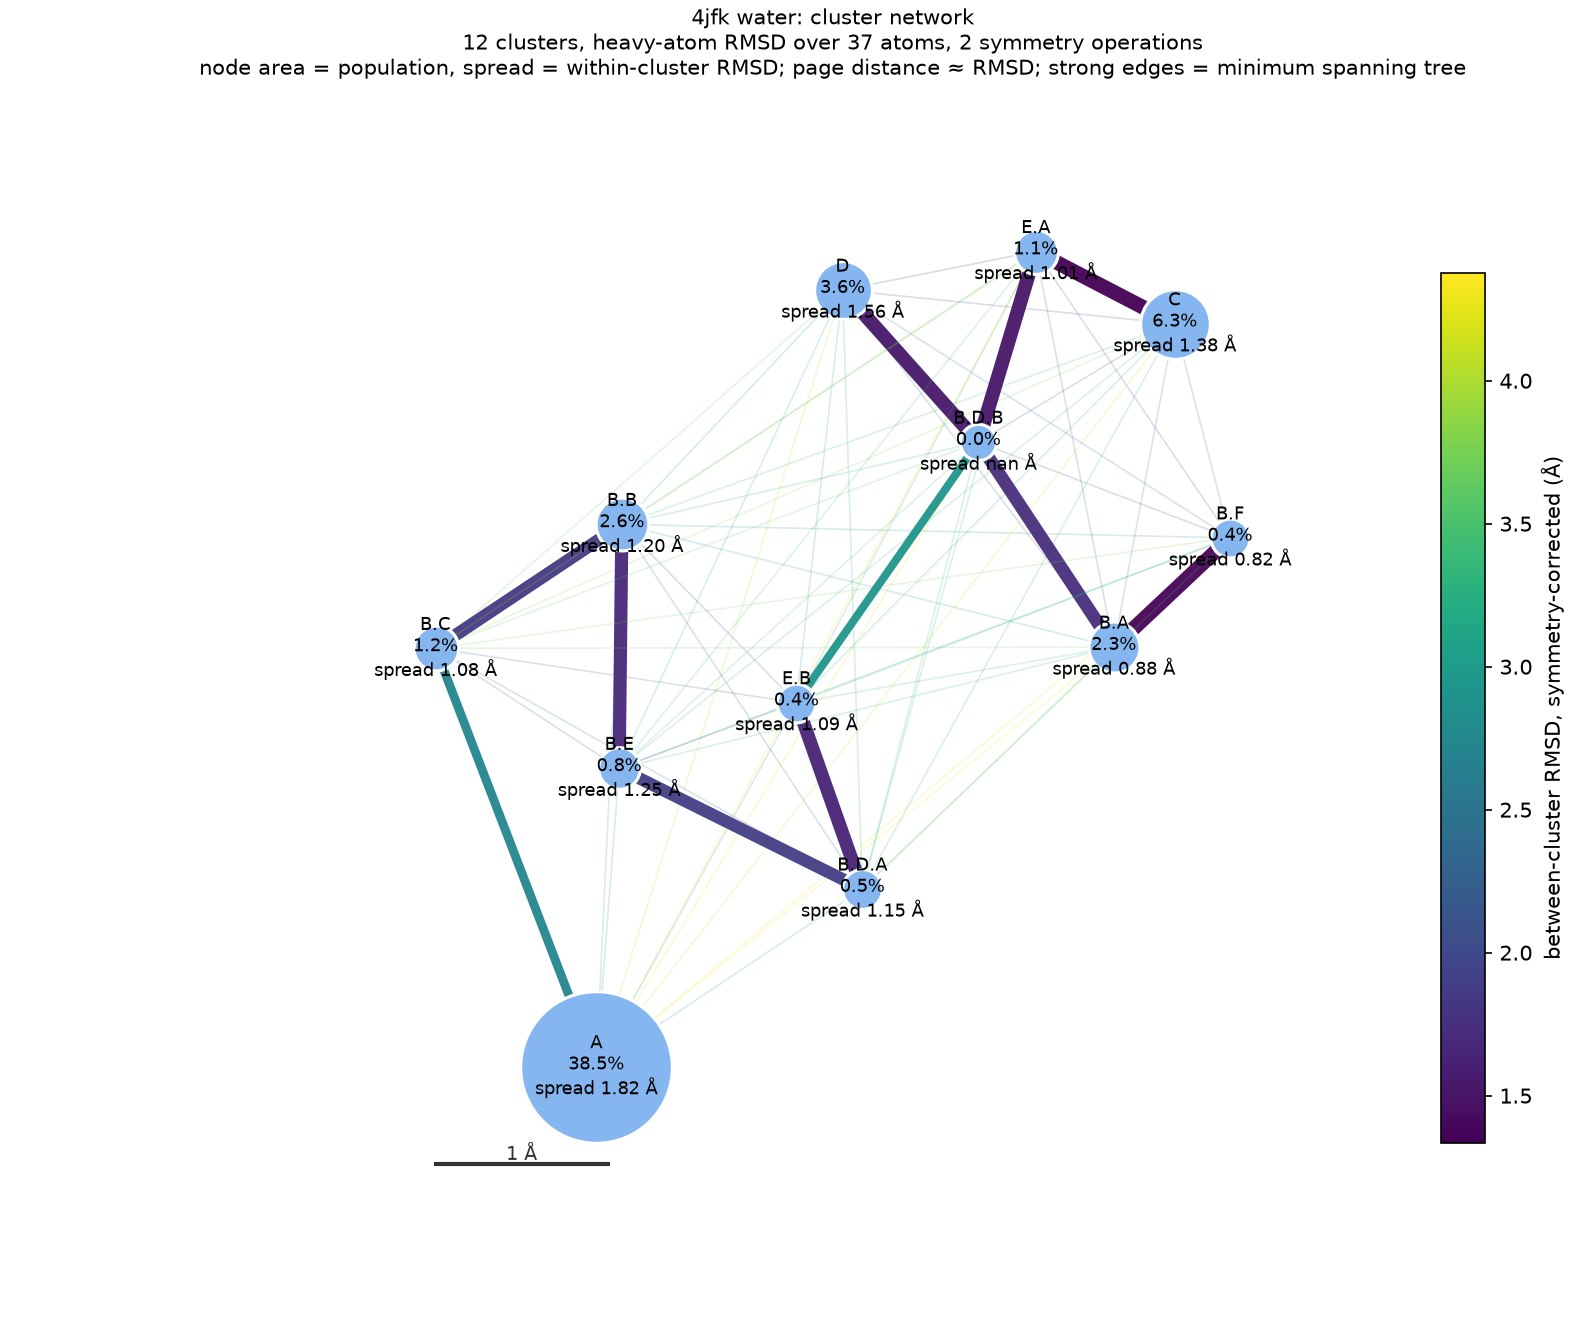 4jfk water: cluster network
12 clusters, heavy-atom RMSD over 37 atoms, 2 symmetry operations
node area = population, spread = within-cluster RMSD; page distance ≈ RMSD; strong edges = minimum spanning tree
E.A
1.1%
spread 1.01 Å
D
3.6%
spread 1.56 Å
C
6.3%
spread 1.38 Å
B.D.B
0.0%
spread nan Å
B.B
2.6%
spread 1.20 Å
B.F
0.4%
spread 0.82 Å
B.C
1.2%
spread 1.08 Å
B.A
2.3%
spread 0.88 Å
E.B
0.4%
spread 1.09 Å
B.E
0.8%
spread 1.25 Å
B.D.A
0.5%
spread 1.15 Å
A
38.5%
spread 1.82 Å
1 Å
4.0
3.5
3.0
2.5
2.0
1.5
between-cluster RMSD, symmetry-corrected (Å)